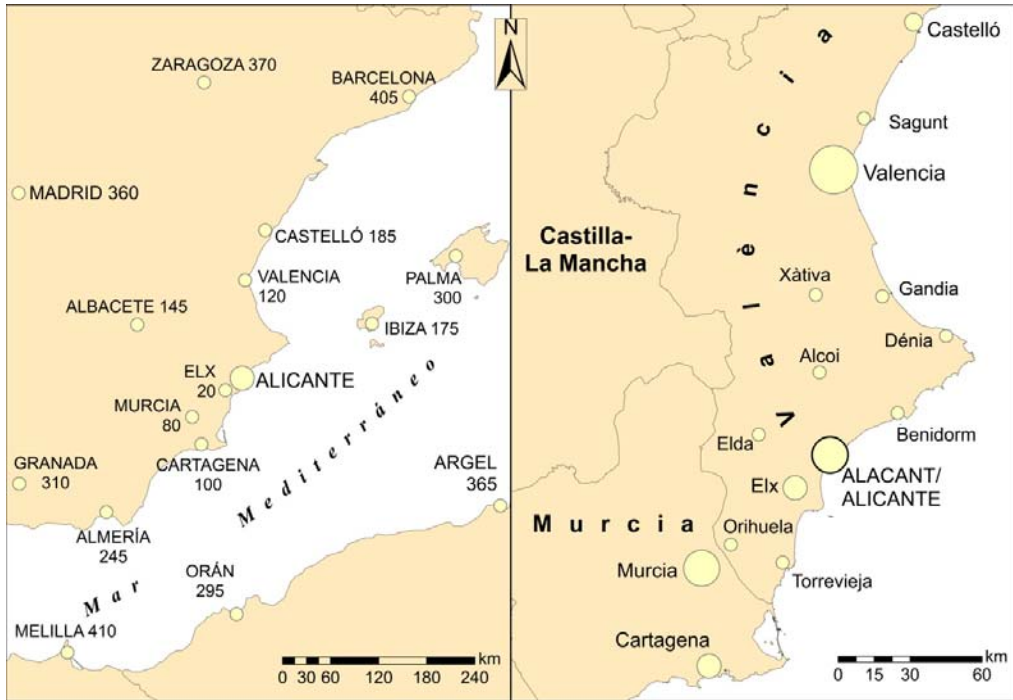 ZARAGOZA 370
BARCELONA
405
MADRID 360
CASTELLÓ 185
VALENCIA
120
PALMA
300
ALBACETE 145
IBIZA 175
ELX
20
ALICANTE
MURCIA
80
CARTAGENA
100
GRANADA
310
ARGEL
365
ALMERÍA
245
ORÁN
295
MELILLA 410
Mar Mediterráneo
km
0 30 60 120 180 240
N
Castelló
Sagunt
Valencia
València
Castilla-
La Mancha
Xàtiva
Gandia
Dénia
Alcoi
Benidorm
Elda
ALACANT/
ALICANTE
Elx
Murcia
Orihuela
Murcia
Torrevieja
Cartagena
km
0 15 30 60